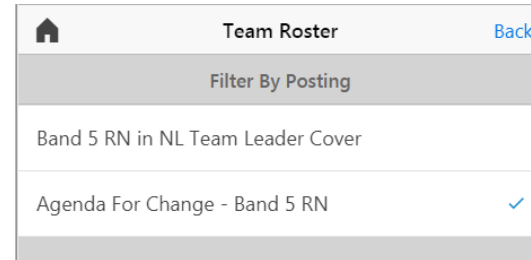 Team Roster
Back
Filter By Posting
Band 5 RN in NL Team Leader Cover
Agenda For Change - Band 5 RN